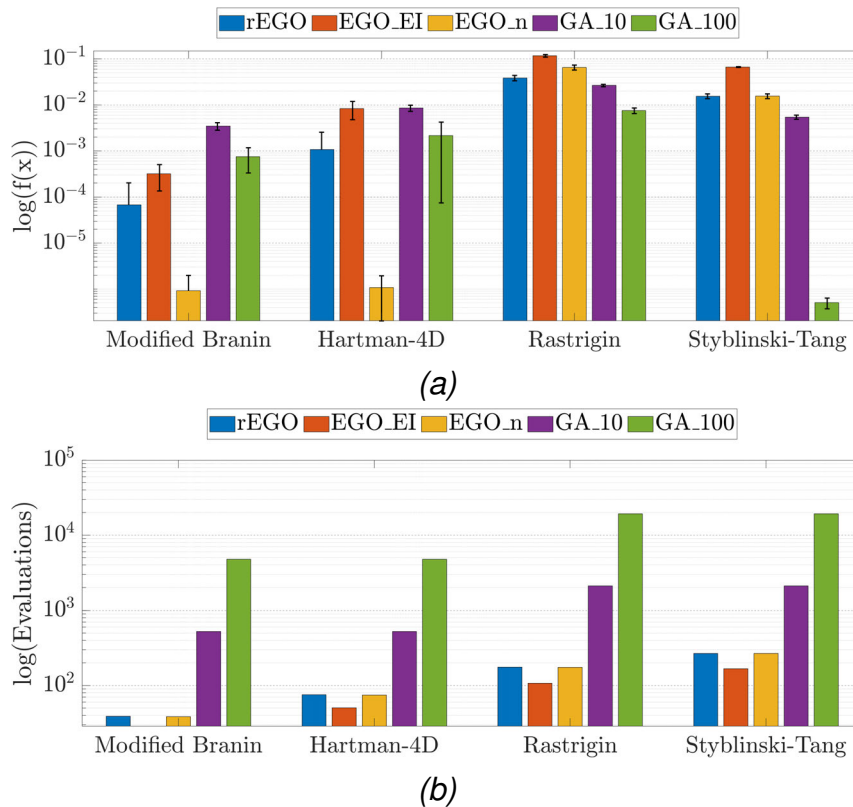 rEGO EGO_EI EGO_n GA_10 GA_100
10^-1
10^-2
10^-3
10^-4
10^-5
log(f(x))
Modified Branin Hartman-4D Rastrigin Styblinski-Tang
(a)
rEGO EGO_EI EGO_n GA_10 GA_100
10^5
10^4
10^3
10^2
log(Evaluations)
Modified Branin Hartman-4D Rastrigin Styblinski-Tang
(b)